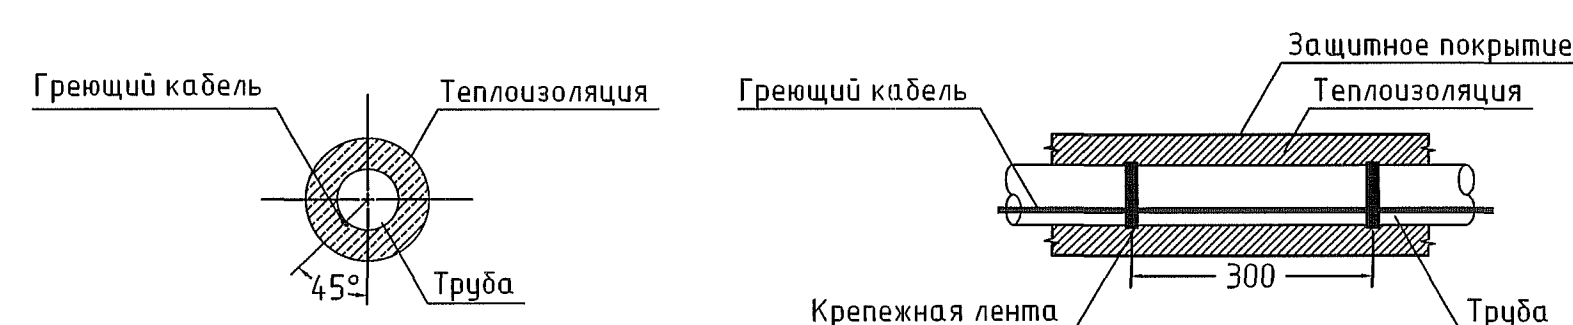 Защитное покрытие
Греющий кабель
Теплоизоляция
Греющий кабель
Теплоизоляция
45°
Труба
300
Крепежная лента
Труба